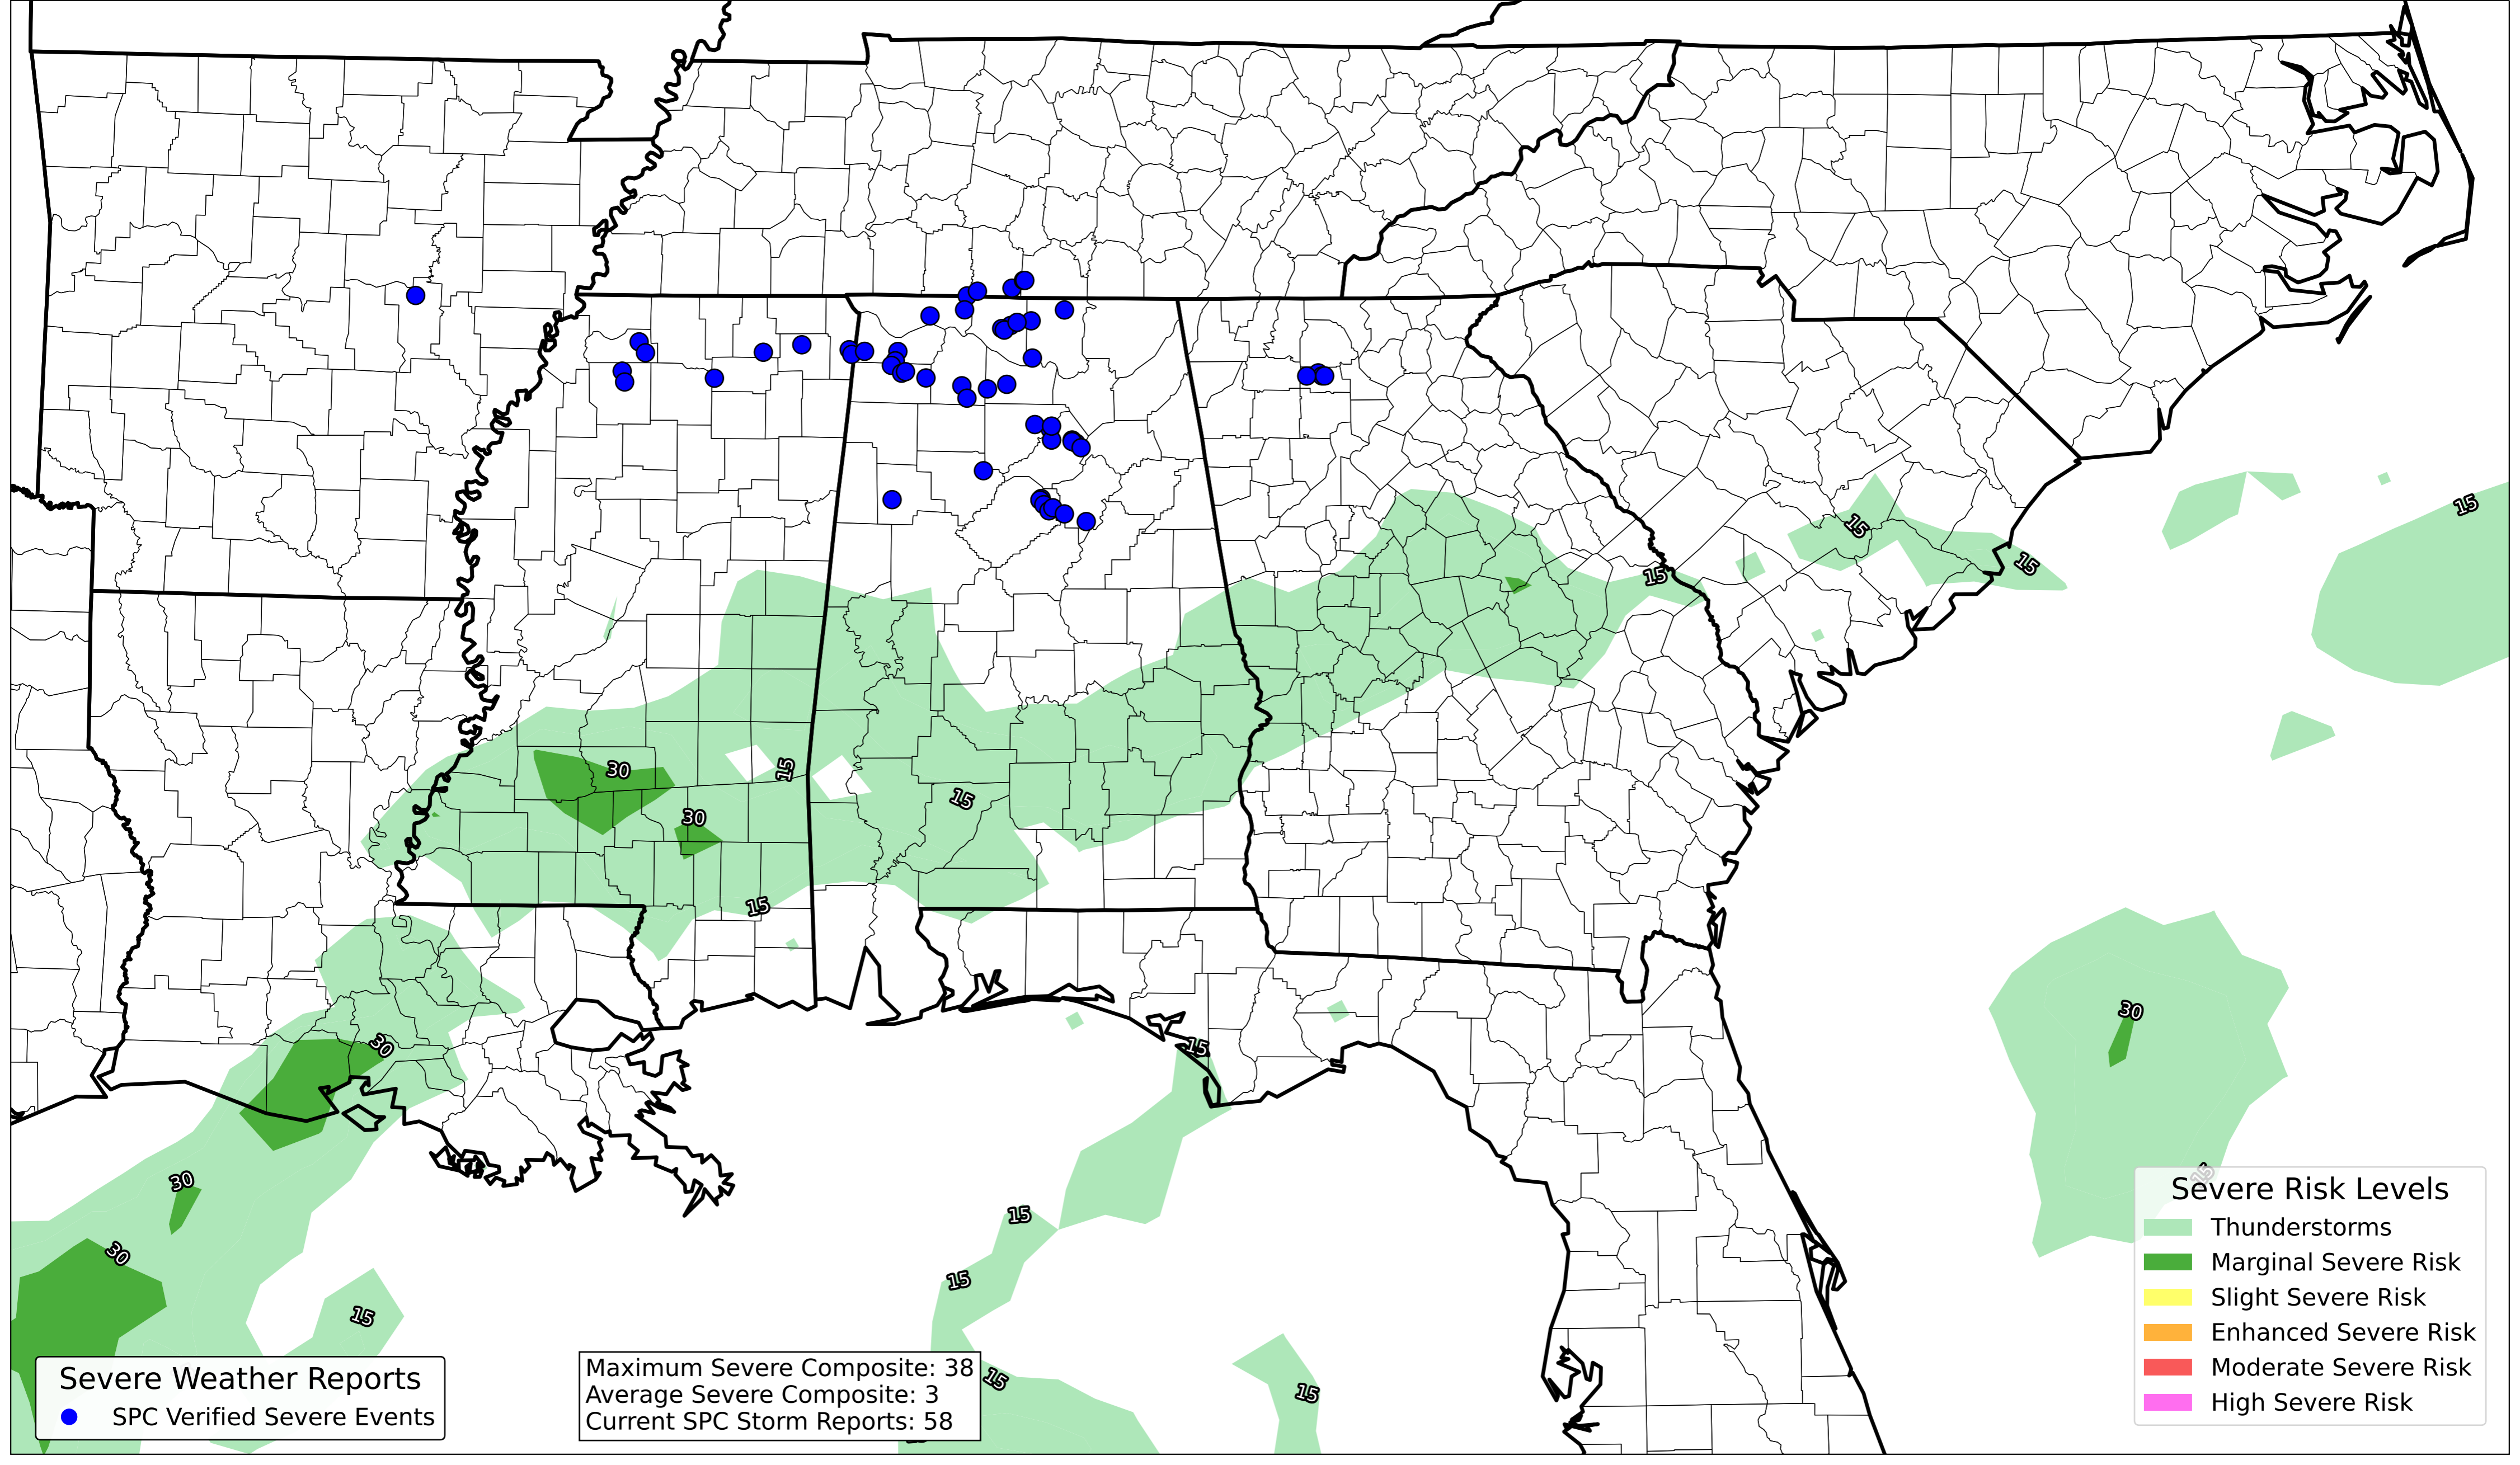 15
15
15
15
30
15
30
15
15
30
15
30
15
30
15
15
30
15
15
15
15
Severe Weather Reports
SPC Verified Severe Events
Maximum Severe Composite: 38
Average Severe Composite: 3
Current SPC Storm Reports: 58
Severe Risk Levels
Thunderstorms
Marginal Severe Risk
Slight Severe Risk
Enhanced Severe Risk
Moderate Severe Risk
High Severe Risk